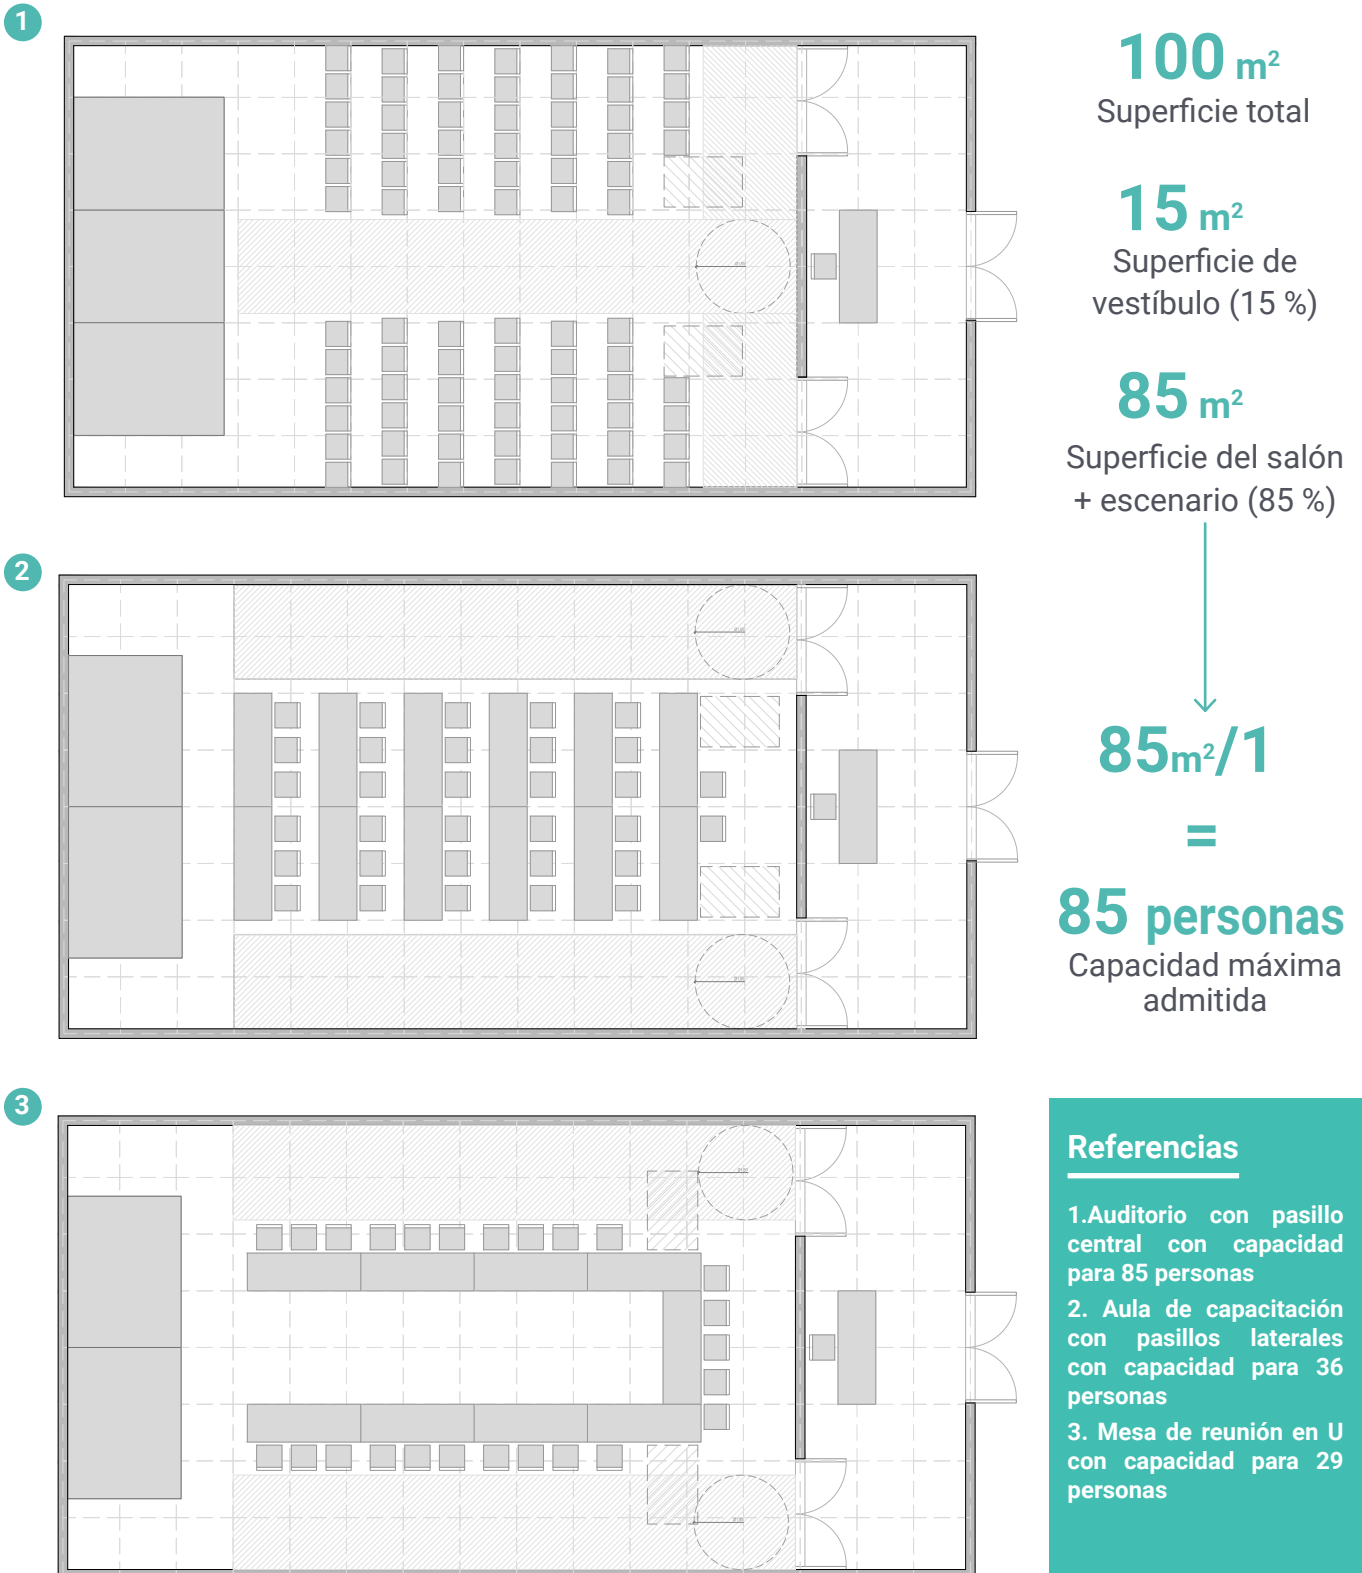 1
100 m²
Superficie total
15 m²
Superficie de
vestíbulo (15 %)
85 m²
Superficie del salón
+ escenario (85 %)
2
85m²/1
=
85 personas
Capacidad máxima
admitida
3
Referencias
1.Auditorio con pasillo
central con capacidad
para 85 personas
2. Aula de capacitación
con pasillos laterales
con capacidad para 36
personas
3. Mesa de reunión en U
con capacidad para 29
personas